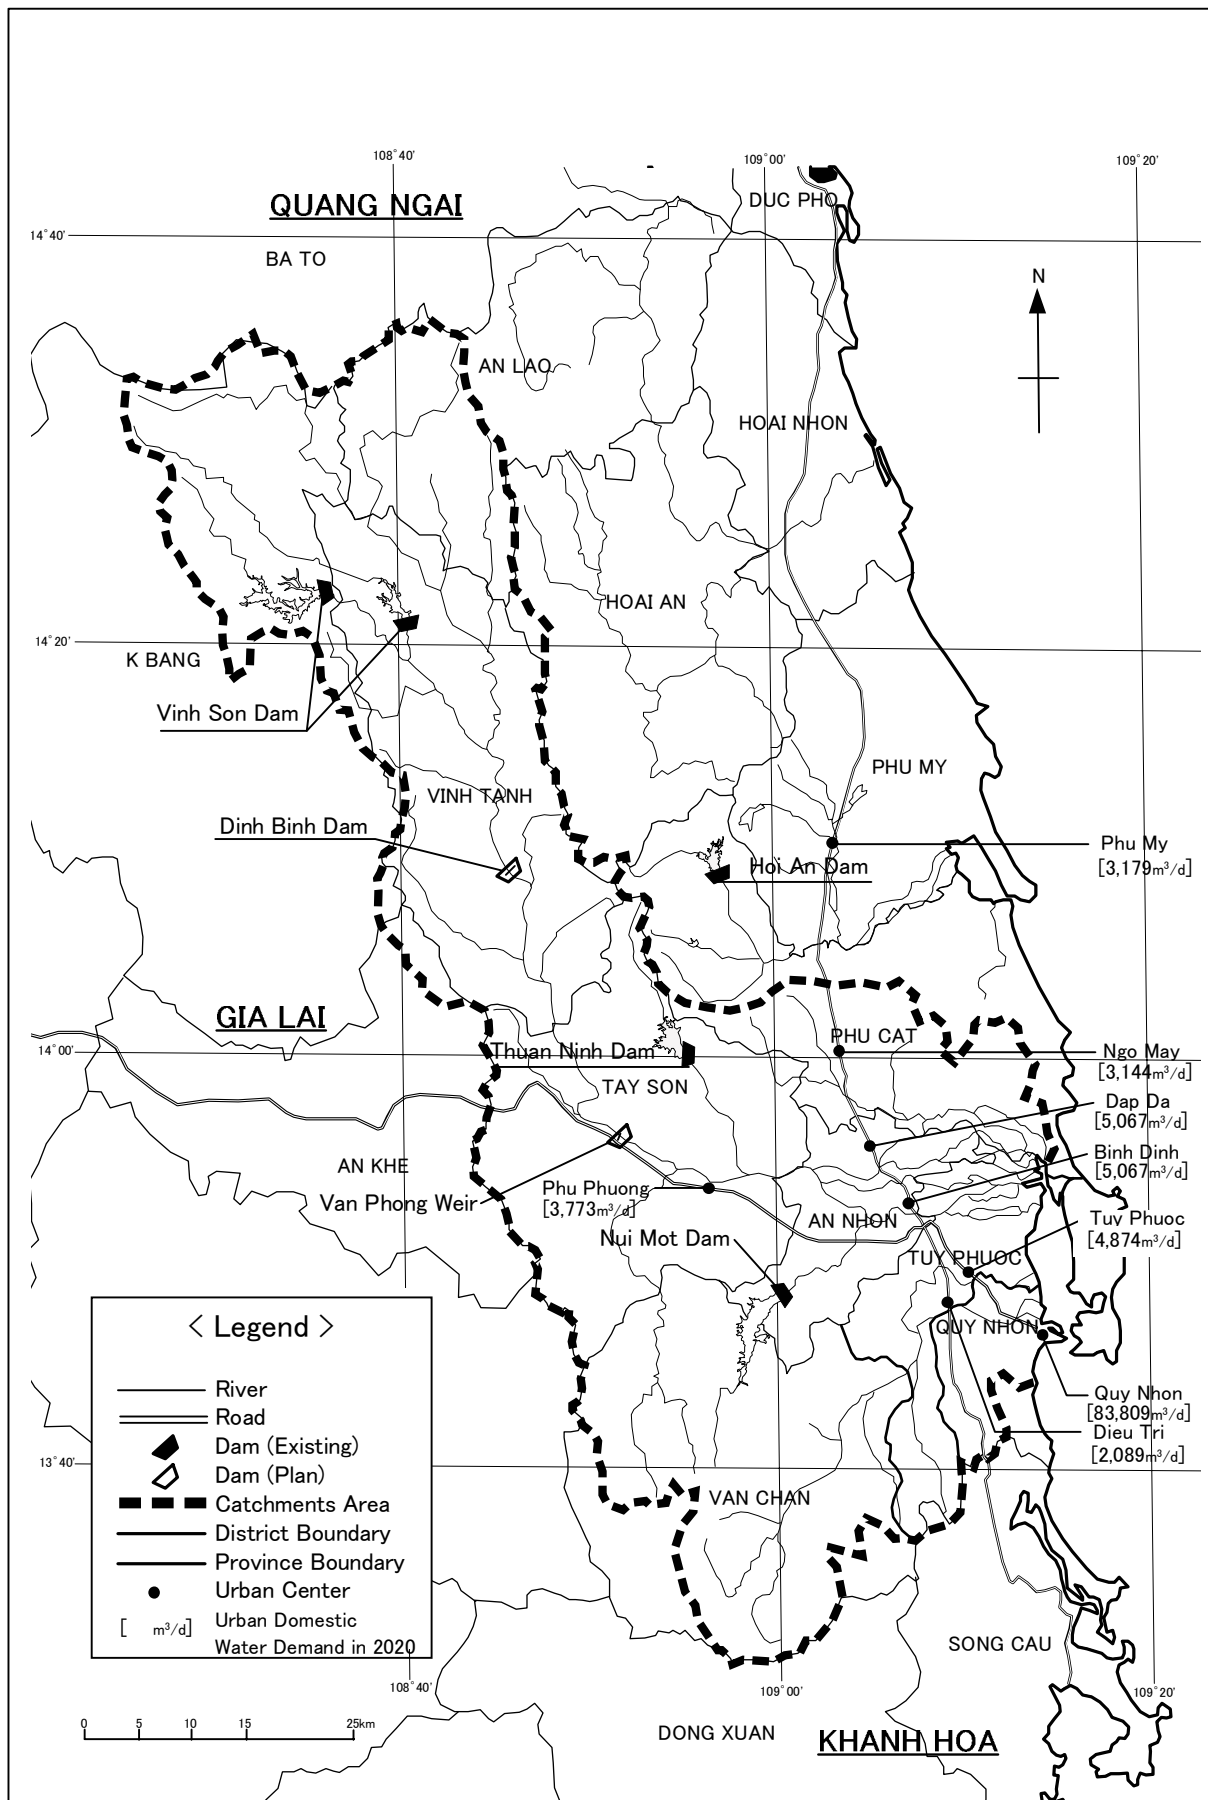 108°40'
109°00'
109°20'
QUANG NGAI
DUC PHO
14°40'
BA TO
N
AN LAO
HOAI NHON
HOAI AN
14°20'
K BANG
Vinh Son Dam
PHU MY
VINH TANH
Dinh Binh Dam
Phu My
[3,179m³/d]
Hoi An Dam
GIA LAI
PHU CAT
14°00'
Thuan Ninh Dam
Ngo May
[3,144m³/d]
TAY SON
Dap Da
[5,067m³/d]
AN KHE
Binh Dinh
[5,067m³/d]
Van Phong Weir
Phu Phuong
[3,773m³/d]
AN NHON
Tuy Phuoc
[4,874m³/d]
Nui Mot Dam
TUY PHUOC
QUY NHON
< Legend >
River
Road
Dam (Existing)
Dam (Plan)
Catchments Area
District Boundary
Province Boundary
Urban Center
[ m³/d] Urban Domestic
Water Demand in 2020
Quy Nhon
[83,809m³/d]
Dieu Tri
[2,089m³/d]
13°40'
VAN CHAN
SONG CAU
108°40'
109°00'
109°20'
0 5 10 15 25km
DONG XUAN
KHANH HOA